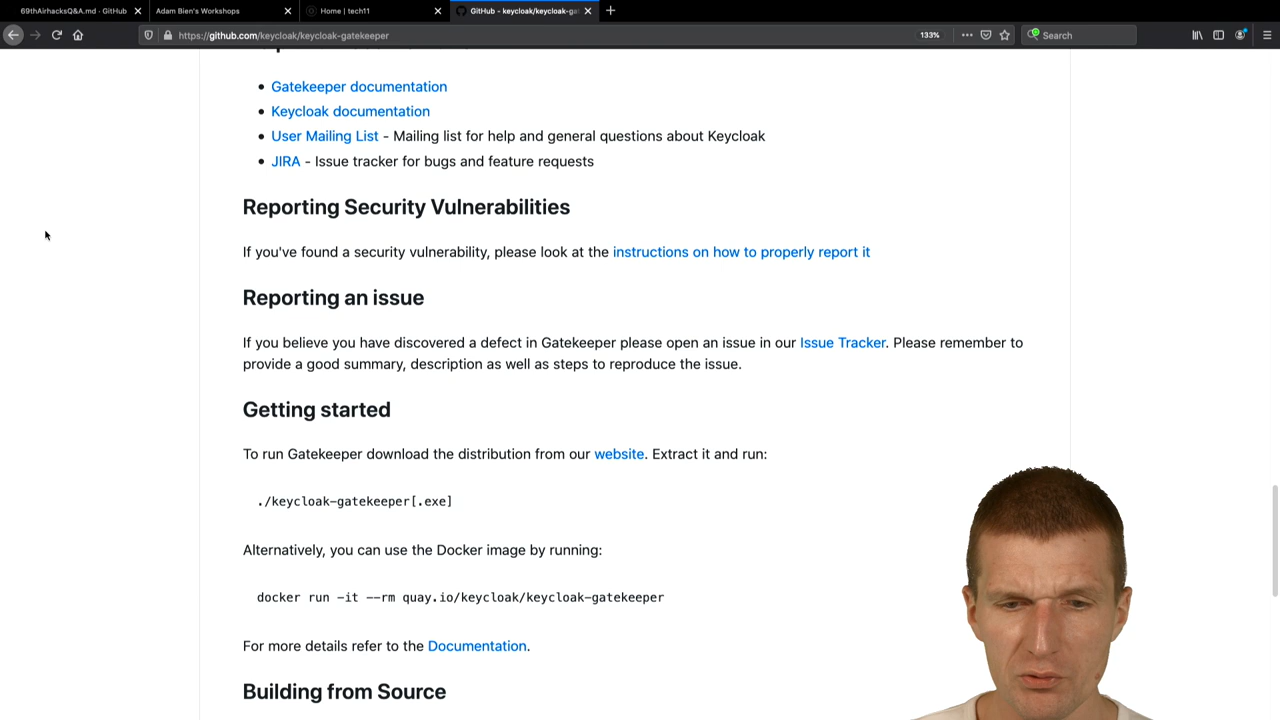 69thAirhacksQ&A.md · GitHub
Adam Bien's Workshops
Home | tech11
GitHub - keycloak/keycloak-ga
https://github.com/keycloak/keycloak-gatekeeper
133%
Search
Gatekeeper documentation
Keycloak documentation
User Mailing List - Mailing list for help and general questions about Keycloak
JIRA - Issue tracker for bugs and feature requests
Reporting Security Vulnerabilities
If you've found a security vulnerability, please look at the instructions on how to properly report it
Reporting an issue
If you believe you have discovered a defect in Gatekeeper please open an issue in our Issue Tracker. Please remember to
provide a good summary, description as well as steps to reproduce the issue.
Getting started
To run Gatekeeper download the distribution from our website. Extract it and run:
./keycloak-gatekeeper[.exe]
Alternatively, you can use the Docker image by running:
docker run -it --rm quay.io/keycloak/keycloak-gatekeeper
For more details refer to the Documentation.
Building from Source